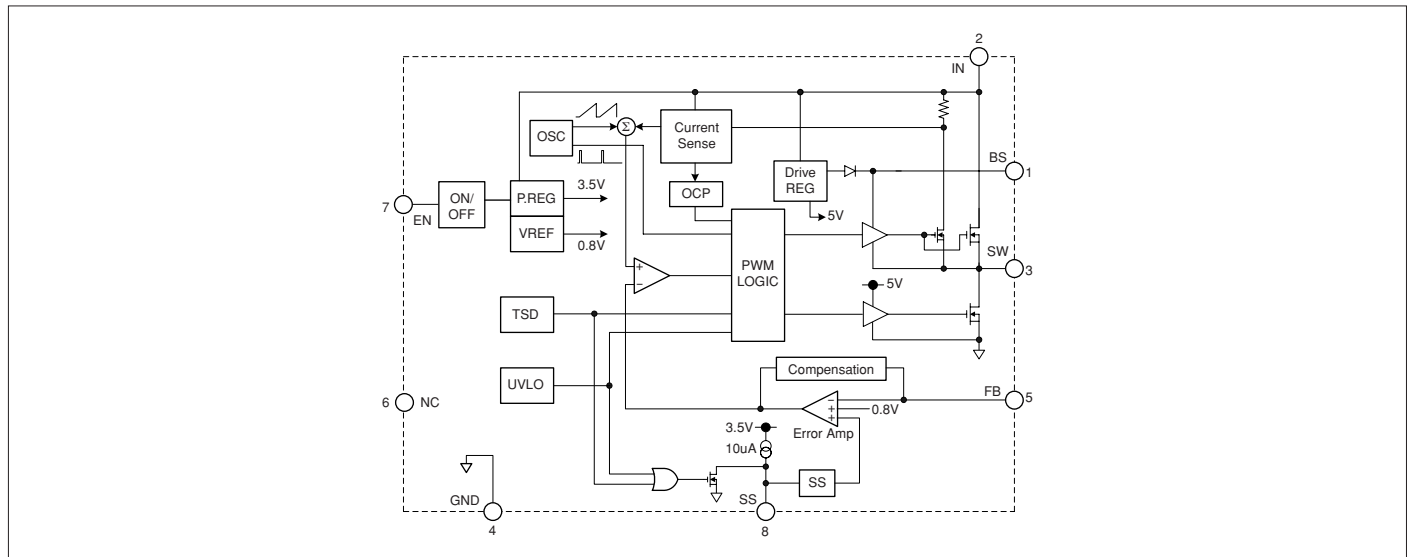 2
IN
OSC
Σ
Current
Sense
BS
1
Drive
REG
OCP
5V
7
EN
ON/
OFF
P.REG
3.5V
VREF
0.8V
SW
3
+
−
PWM
LOGIC
5V
TSD
Compensation
UVLO
FB
5
6
NC
−
+
+
0.8V
Error Amp
3.5V
10uA
SS
GND
4
SS
8